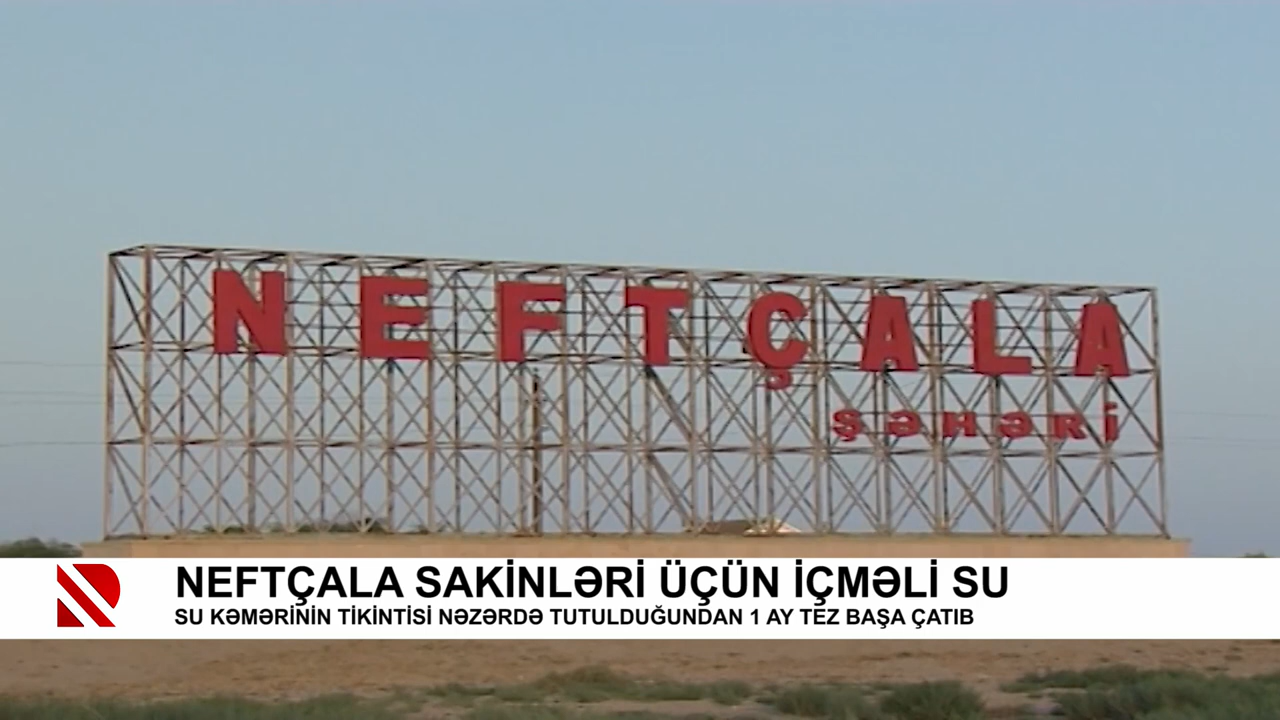 NEFTÇALA
ŞƏHƏRİ
NEFTÇALA SAKİNLƏRİ ÜÇÜN İÇMƏLİ SU
SU KƏMƏRİNİN TİKİNTİSİ NƏZƏRDƏ TUTULDUĞUNDAN 1 AY TEZ BAŞA ÇATIB